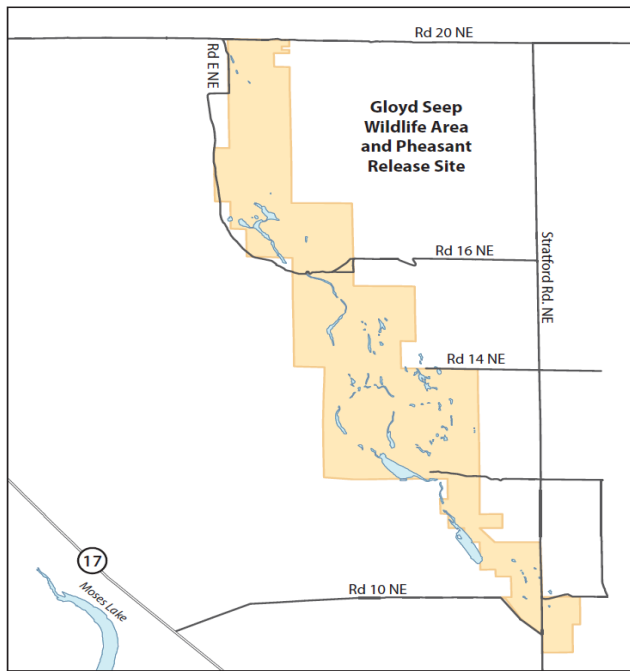 Rd 20 NE
Rd E NE
Gloyd Seep
Wildlife Area
and Pheasant
Release Site
Stratford Rd. NE
Rd 16 NE
Rd 14 NE
17
Moses Lake
Rd 10 NE